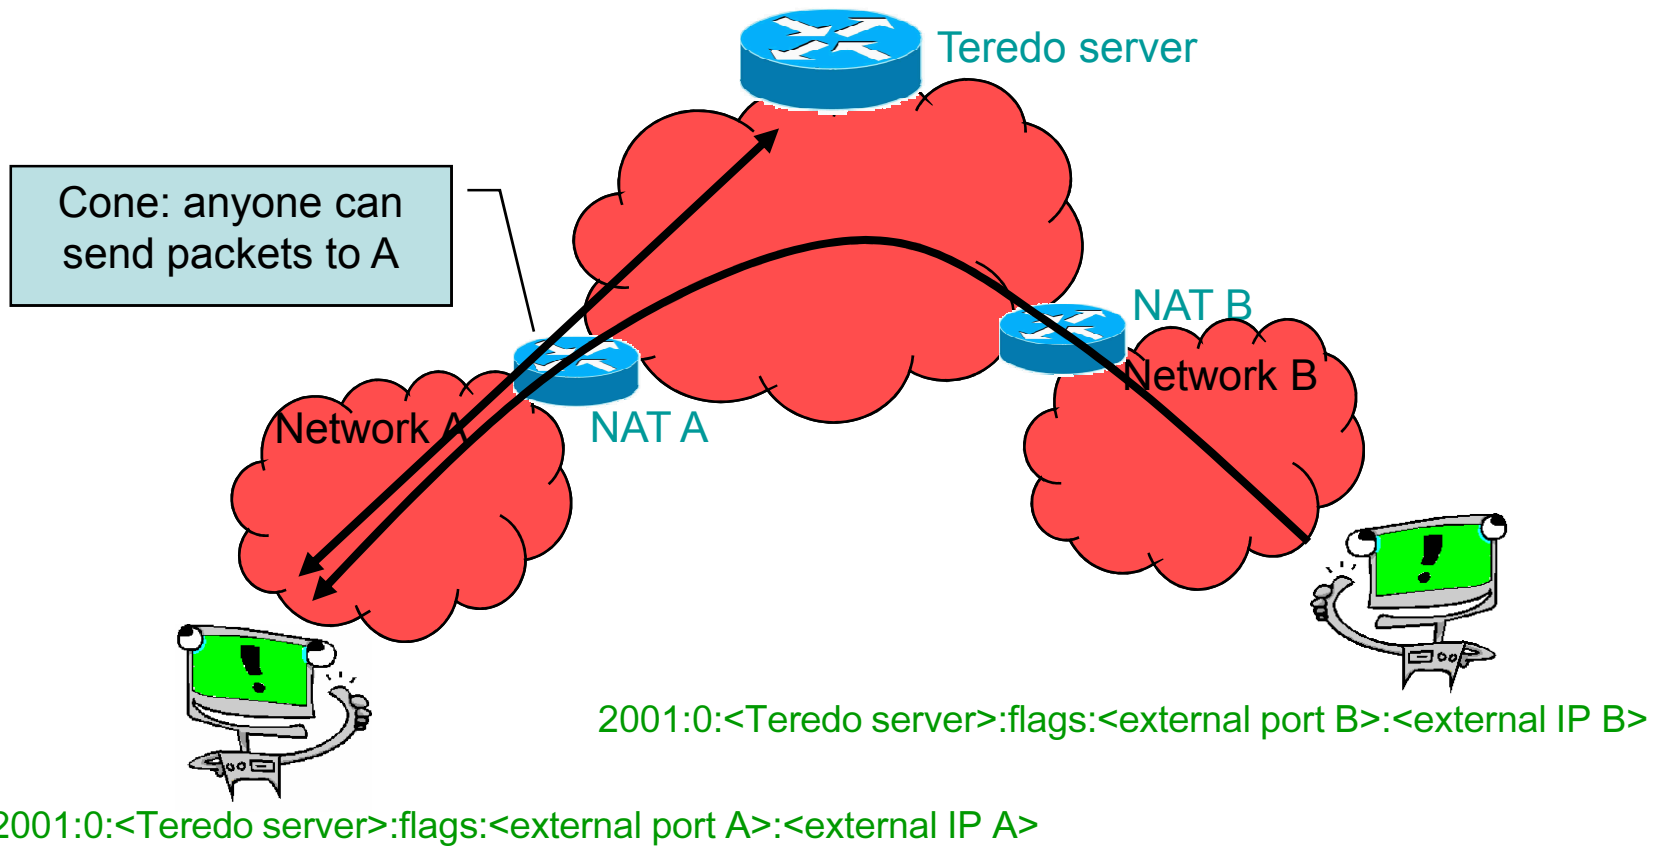 Teredo server
Cone: anyone can
send packets to A
NAT B
Network B
Network A
NAT A
2001:0:<Teredo server>:flags:<external port B>:<external IP B>
2001:0:<Teredo server>:flags:<external port A>:<external IP A>